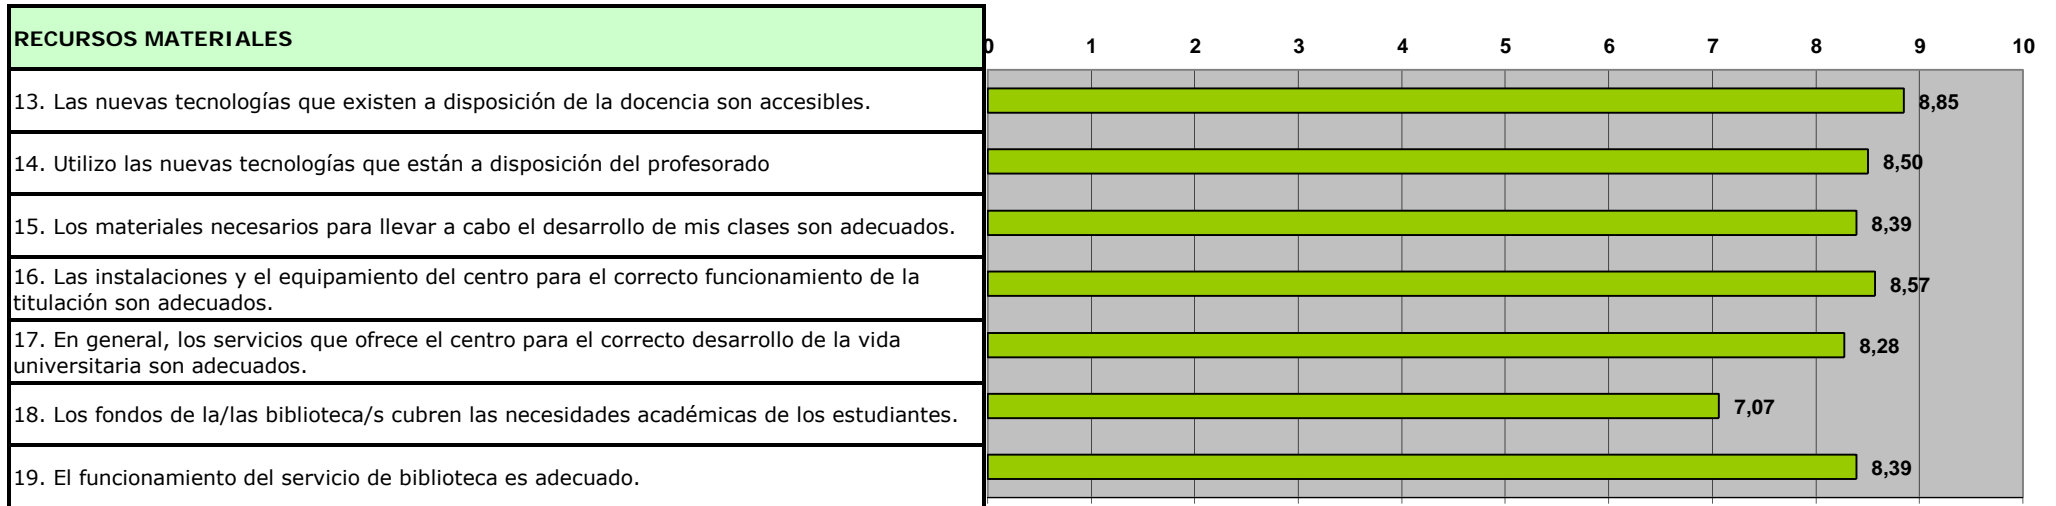 RECURSOS MATERIALES
0 1 2 3 4 5 6 7 8 9 10
13. Las nuevas tecnologías que existen a disposición de la docencia son accesibles.
8,85
14. Utilizo las nuevas tecnologías que están a disposición del profesorado
8,50
15. Los materiales necesarios para llevar a cabo el desarrollo de mis clases son adecuados.
8,39
16. Las instalaciones y el equipamiento del centro para el correcto funcionamiento de la
titulación son adecuados.
8,57
17. En general, los servicios que ofrece el centro para el correcto desarrollo de la vida
universitaria son adecuados.
8,28
18. Los fondos de la/las biblioteca/s cubren las necesidades académicas de los estudiantes.
7,07
19. El funcionamiento del servicio de biblioteca es adecuado.
8,39